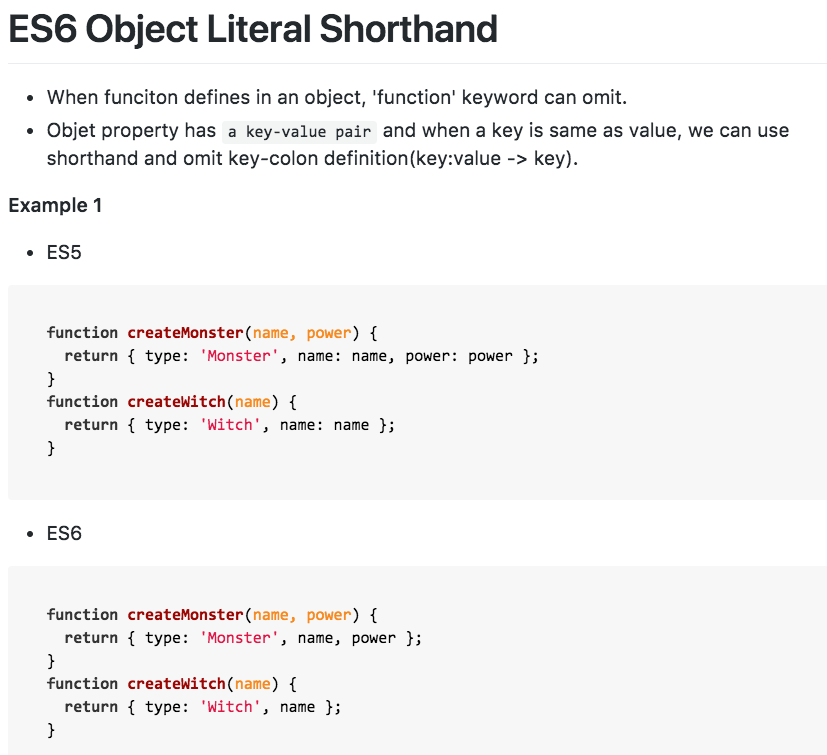 ES6 Object Literal Shorthand
• When funciton defines in an object, 'function' keyword can omit.
• Objet property has a key-value pair and when a key is same as value, we can use
shorthand and omit key-colon definition(key:value -> key).
Example 1
• ES5
function createMonster(name, power) {
  return { type: 'Monster', name: name, power: power };
}
function createWitch(name) {
  return { type: 'Witch', name: name };
}
• ES6
function createMonster(name, power) {
  return { type: 'Monster', name, power };
}
function createWitch(name) {
  return { type: 'Witch', name };
}